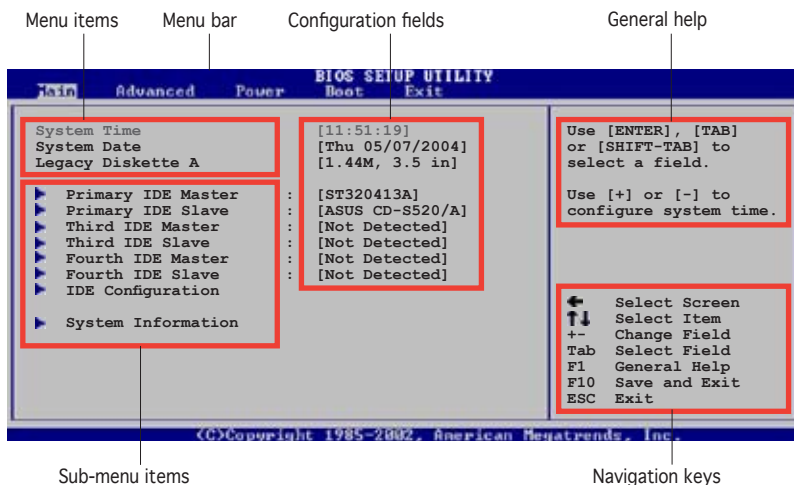 Menu items Menu bar Configuration fields General help
BIOS SETUP UTILITY
Main Advanced Power Boot Exit
System Time [11:51:19]
System Date [Thu 05/07/2004]
Legacy Diskette A [1.44M, 3.5 in]
Primary IDE Master : [ST320413A]
Primary IDE Slave : [ASUS CD-S520/A]
Third IDE Master : [Not Detected]
Third IDE Slave : [Not Detected]
Fourth IDE Master : [Not Detected]
Fourth IDE Slave : [Not Detected]
IDE Configuration
System Information
Use [ENTER], [TAB]
or [SHIFT-TAB] to
select a field.
Use [+] or [-] to
configure system time.
← Select Screen
↑↓ Select Item
+- Change Field
Tab Select Field
F1 General Help
F10 Save and Exit
ESC Exit
(C)Copyright 1985-2002, American Megatrends, Inc.
Sub-menu items Navigation keys